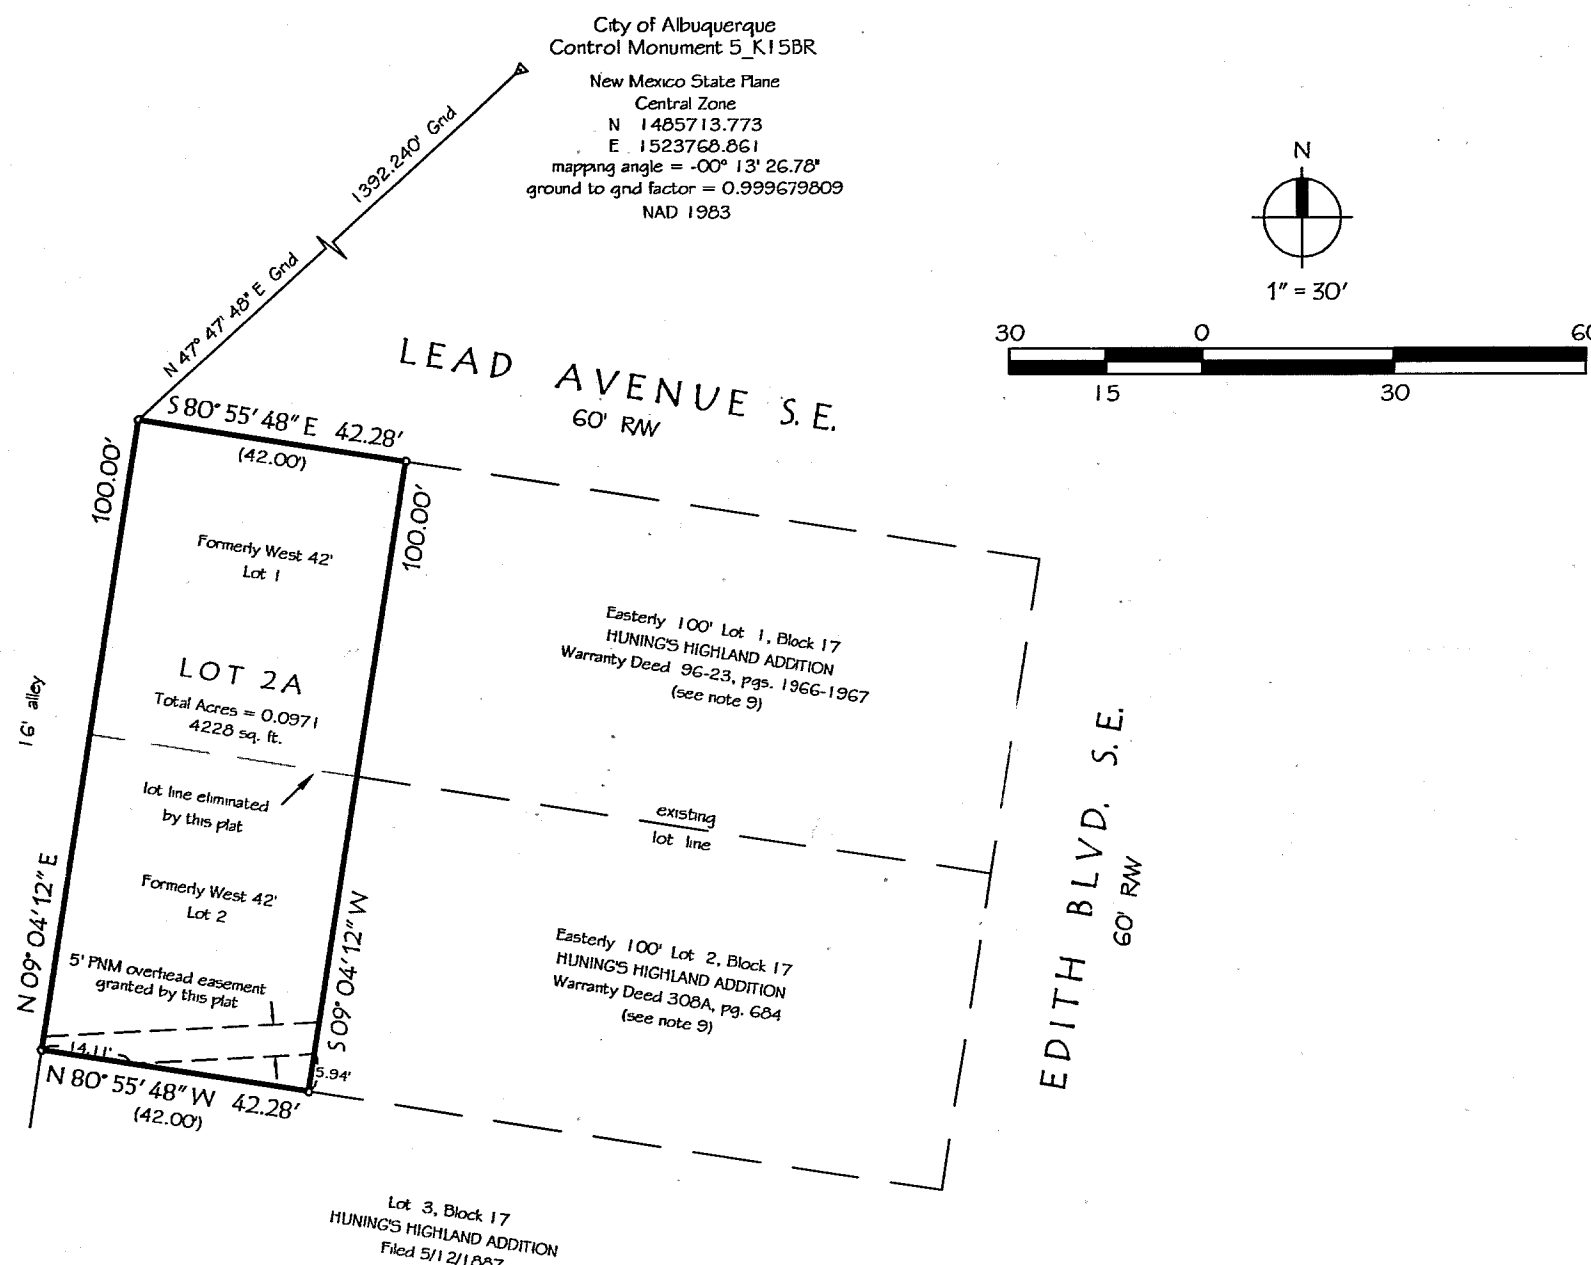 City of Albuquerque
Control Monument 5_K15BR
New Mexico State Plane
Central Zone
N 1485713.773
E 1523768.861
mapping angle = -00° 13' 26.78"
ground to grid factor = 0.999679809
NAD 1983
1392.240' Grid
N 47° 47' 48" E Grid
N
1" = 30'
30 0 60
15 30
LEAD AVENUE S.E.
60' R/W
S 80° 55' 48" E 42.28'
(42.00')
100.00'
100.00'
Formerly West 42'
Lot 1
Easterly 100' Lot 1, Block 17
HUNING'S HIGHLAND ADDITION
Warranty Deed 96-23, pgs. 1966-1967
(see note 9)
LOT 2A
Total Acres = 0.0971
4228 sq. ft.
16' alley
lot line eliminated
by this plat
existing
lot line
EDITH BLVD. S.E.
60' R/W
Formerly West 42'
Lot 2
N 09° 04' 12" E
S 09° 04' 12" W
5' PNM overhead easement
granted by this plat
Easterly 100' Lot 2, Block 17
HUNING'S HIGHLAND ADDITION
Warranty Deed 308A, pg. 684
(see note 9)
14.11'
5.94'
N 80° 55' 48" W 42.28'
(42.00')
Lot 3, Block 17
HUNING'S HIGHLAND ADDITION
Filed 5/12/1887